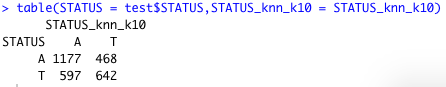 > table(STATUS = test$STATUS,STATUS_knn_k10 = STATUS_knn_k10)
STATUS_knn_k10
STATUS A T
A 1177 468
T 597 642